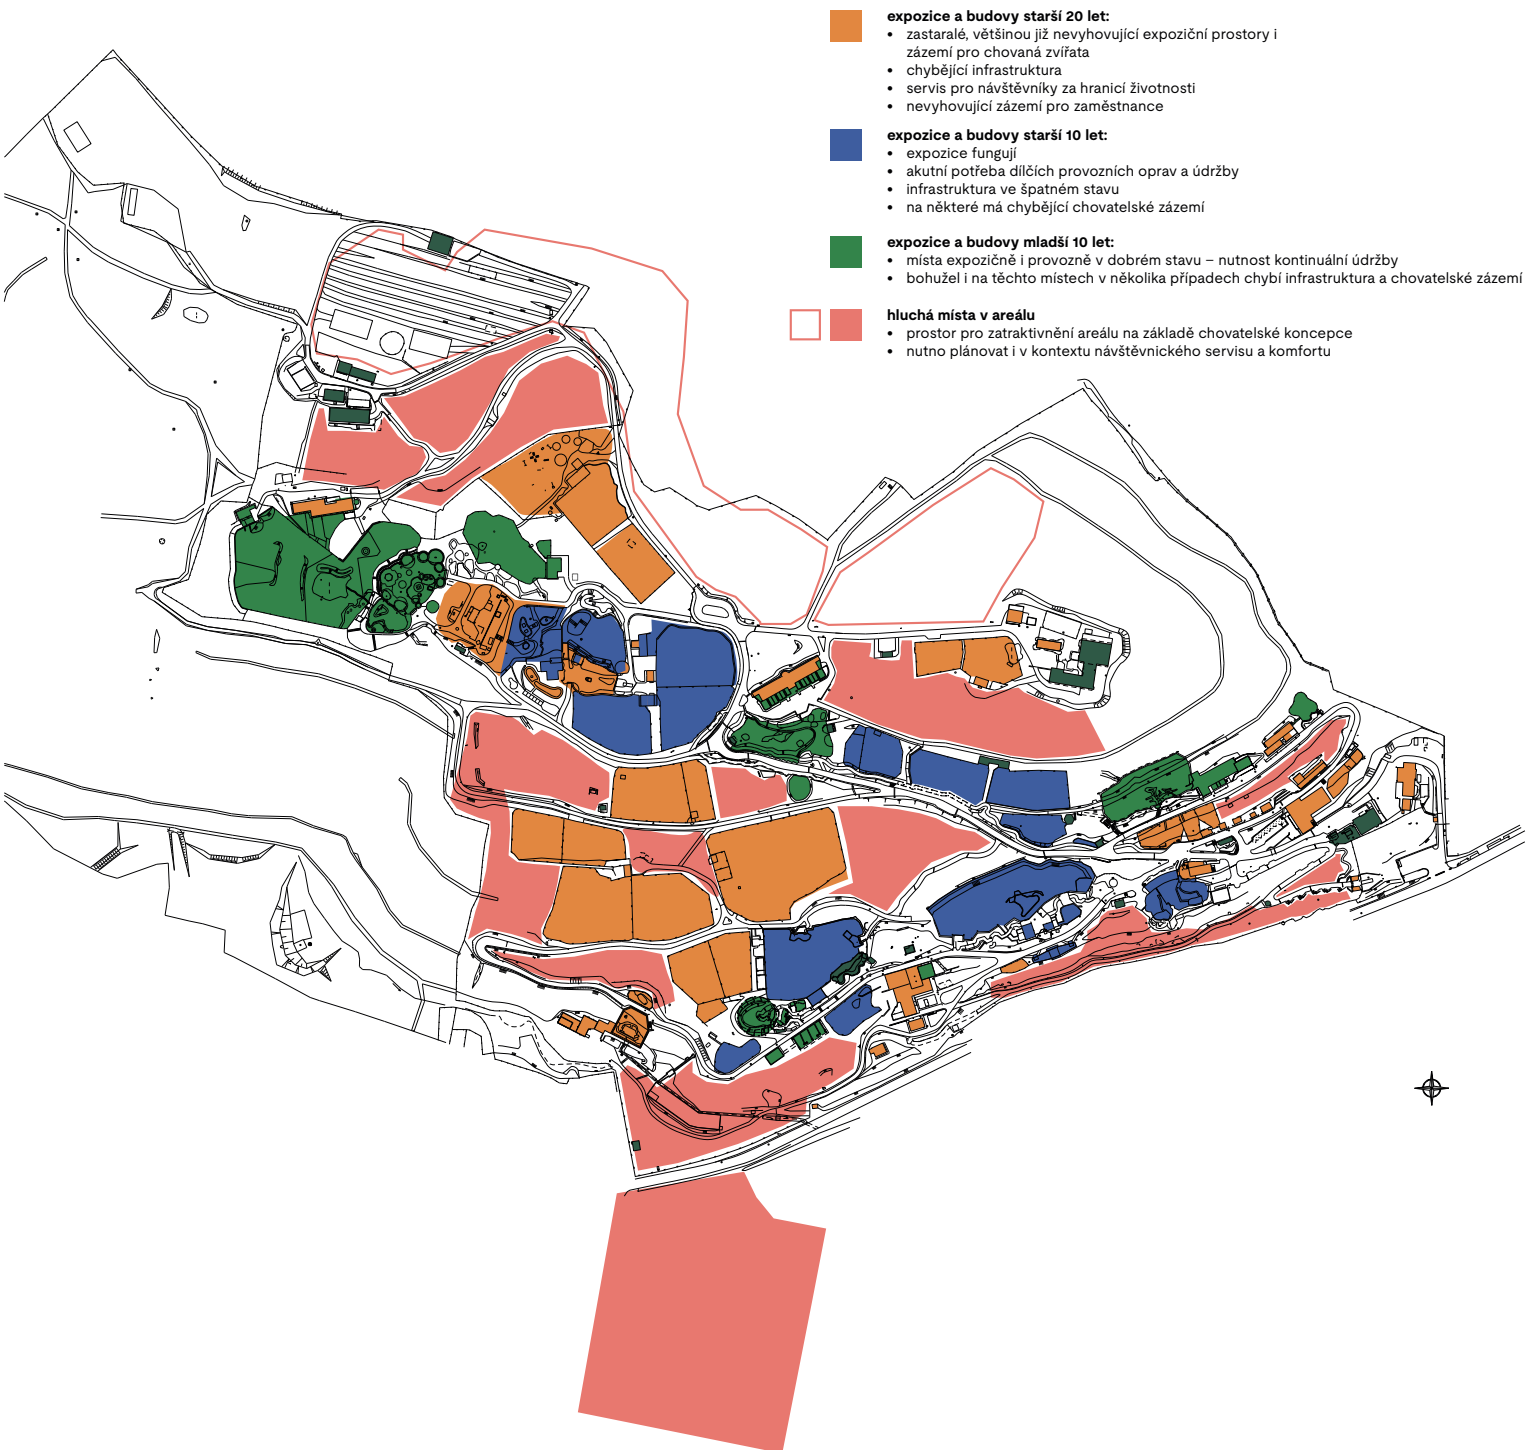 expozice a budovy starší 20 let:
• zastaralé, většinou již nevyhovující expoziční prostory i
zázemí pro chovaná zvířata
• chybějící infrastruktura
• servis pro návštěvníky za hranicí životnosti
• nevyhovující zázemí pro zaměstnance
expozice a budovy starší 10 let:
• expozice fungují
• akutní potřeba dílčích provozních oprav a údržby
• infrastruktura ve špatném stavu
• na některé má chybějící chovatelské zázemí
expozice a budovy mladší 10 let:
• místa expozičně i provozně v dobrém stavu – nutnost kontinuální údržby
• bohužel i na těchto místech v několika případech chybí infrastruktura a chovatelské zázemí
hluchá místa v areálu
• prostor pro zatraktivnění areálu na základě chovatelské koncepce
• nutno plánovat i v kontextu návštěvnického servisu a komfortu